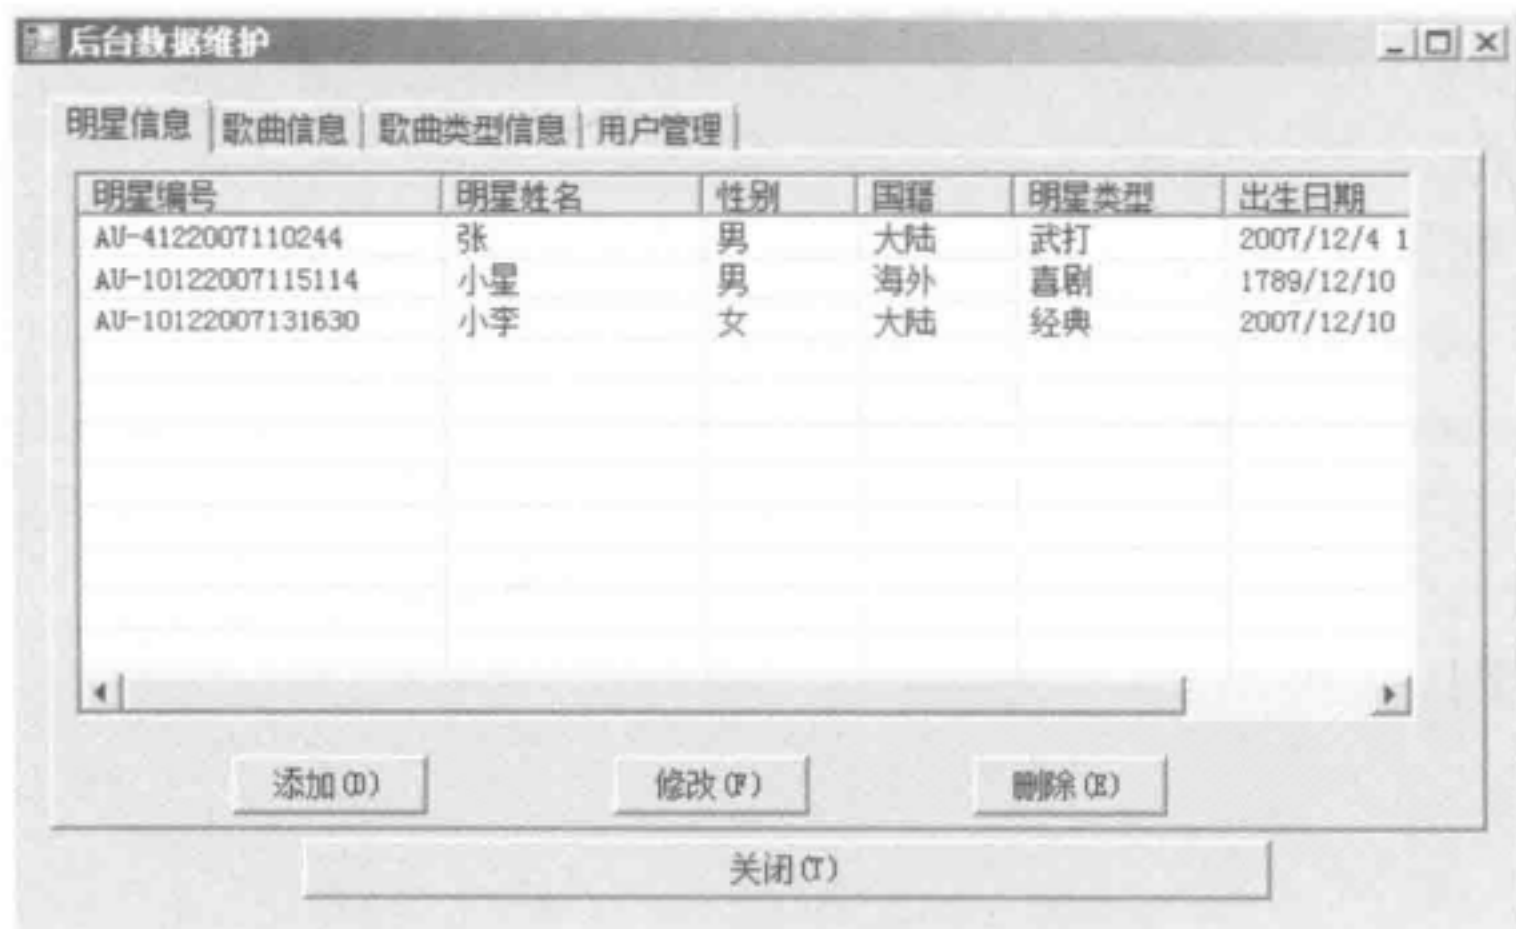 后台数据维护
明星信息 歌曲信息 歌曲类型信息 用户管理
明星编号 明星姓名 性别 国籍 明星类型 出生日期
AU-4122007110244 张 男 大陆 武打 2007/12/4 1
AU-10122007115114 小星 男 海外 喜剧 1789/12/10
AU-10122007131630 小李 女 大陆 经典 2007/12/10
添加(D) 修改(F) 删除(E)
关闭(T)